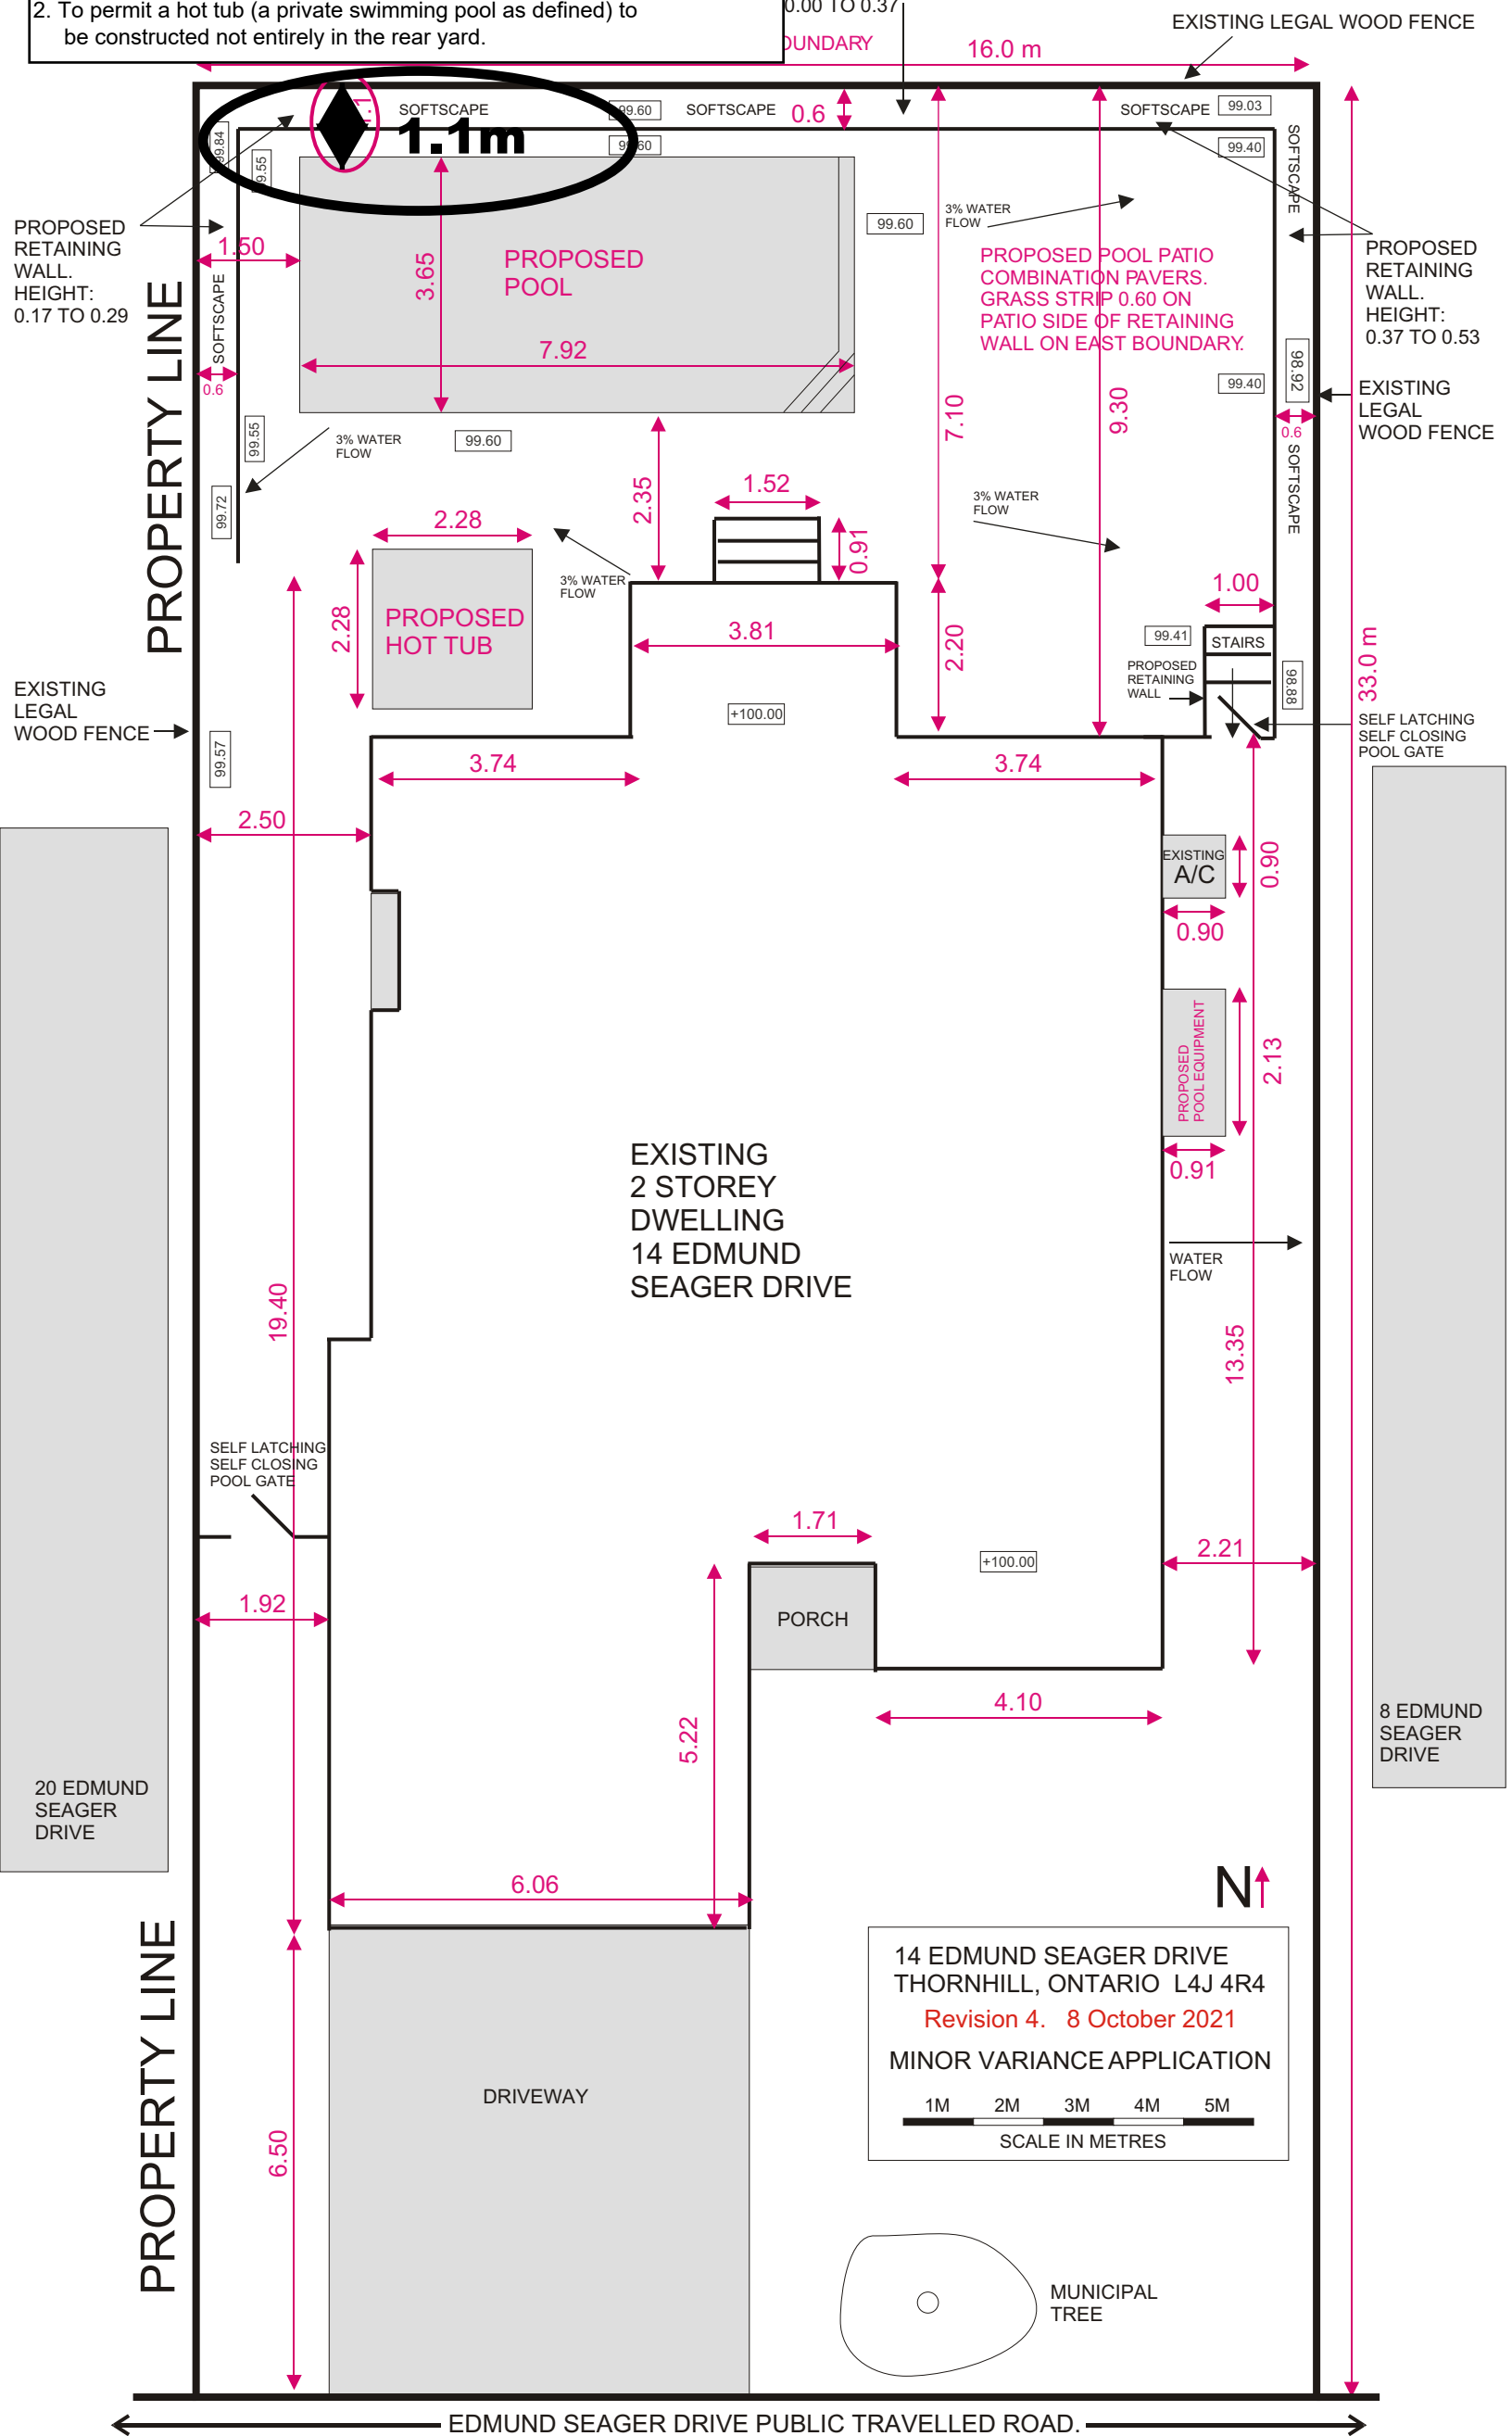 2. To permit a hot tub (a private swimming pool as defined) to
be constructed not entirely in the rear yard.
0.00 TO 0.37
EXISTING LEGAL WOOD FENCE
16.0 m
SOFTSCAPE
99.60
SOFTSCAPE
0.6
SOFTSCAPE
99.03
1.1m
99.60
99.40
99.84
99.55
SOFTSCAPE
PROPOSED
RETAINING
WALL.
HEIGHT:
0.17 TO 0.29
1.50
3.65
PROPOSED
POOL
99.60
3% WATER
FLOW
PROPOSED POOL PATIO
COMBINATION PAVERS.
GRASS STRIP 0.60 ON
PATIO SIDE OF RETAINING
WALL ON EAST BOUNDARY.
PROPOSED
RETAINING
WALL.
HEIGHT:
0.37 TO 0.53
PROPERTY LINE
SOFTSCAPE
0.6
7.92
7.10
9.30
99.40
98.92
0.6
EXISTING
LEGAL
WOOD FENCE
99.55
3% WATER
FLOW
99.60
99.72
2.35
1.52
0.91
3% WATER
FLOW
SOFTSCAPE
2.28
2.28
PROPOSED
HOT TUB
3% WATER
FLOW
3.81
2.20
1.00
99.41
STAIRS
PROPOSED
RETAINING
WALL
98.88
33.0 m
EXISTING
LEGAL
WOOD FENCE
99.57
+100.00
SELF LATCHING
SELF CLOSING
POOL GATE
3.74
3.74
2.50
EXISTING
A/C
0.90
0.90
PROPOSED
POOL EQUIPMENT
2.13
0.91
EXISTING
2 STOREY
DWELLING
14 EDMUND
SEAGER DRIVE
WATER
FLOW
19.40
13.35
SELF LATCHING
SELF CLOSING
POOL GATE
1.71
+100.00
2.21
1.92
PORCH
5.22
4.10
8 EDMUND
SEAGER
DRIVE
20 EDMUND
SEAGER
DRIVE
6.06
N
PROPERTY LINE
14 EDMUND SEAGER DRIVE
THORNHILL, ONTARIO L4J 4R4
Revision 4. 8 October 2021
MINOR VARIANCE APPLICATION
1M 2M 3M 4M 5M
SCALE IN METRES
6.50
DRIVEWAY
MUNICIPAL
TREE
EDMUND SEAGER DRIVE PUBLIC TRAVELLED ROAD.